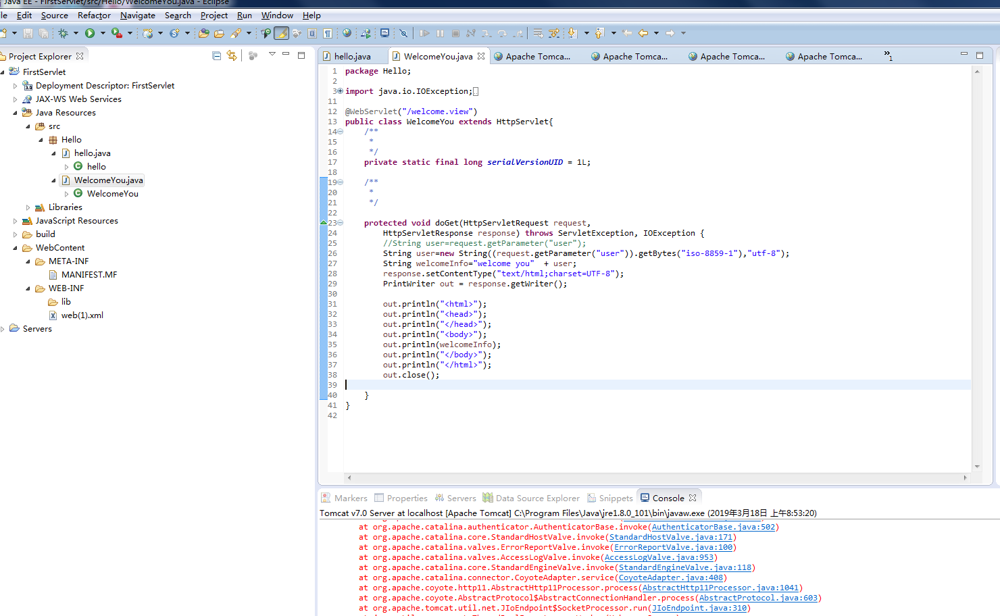 Java EE - FirstServlet/src/Hello/WelcomeYou.java - Eclipse
Edit Source Refactor Navigate Search Project Run Window Help
Project Explorer
FirstServlet
Deployment Descriptor: FirstServlet
JAX-WS Web Services
Java Resources
src
Hello
hello.java
hello
WelcomeYou.java
WelcomeYou
Libraries
JavaScript Resources
build
WebContent
META-INF
MANIFEST.MF
WEB-INF
lib
web(1).xml
Servers
hello.java WelcomeYou.java Apache Tomca... Apache Tomca... Apache Tomca... Apache Tomca... »1
1 package Hello;
2
3 import java.io.IOException;
11
12 @WebServlet("/welcome.view")
13 public class WelcomeYou extends HttpServlet{
14 /**
15 *
16 */
17 private static final long serialVersionUID = 1L;
18
19 /**
20 *
21 */
22
23 protected void doGet(HttpServletRequest request,
24 HttpServletResponse response) throws ServletException, IOException {
25 //String user=request.getParameter("user");
26 String user=new String((request.getParameter("user")).getBytes("iso-8859-1"),"utf-8");
27 String welcomeInfo="welcome you" + user;
28 response.setContentType("text/html;charset=UTF-8");
29 PrintWriter out = response.getWriter();
30
31 out.println("<html>");
32 out.println("<head>");
33 out.println("</head>");
34 out.println("<body>");
35 out.println(welcomeInfo);
36 out.println("</body>");
37 out.println("</html>");
38 out.close();
39
40 }
41 }
42
Markers Properties Servers Data Source Explorer Snippets Console
Tomcat v7.0 Server at localhost [Apache Tomcat] C:\Program Files\Java\jre1.8.0_101\bin\javaw.exe (2019年3月18日 上午8:53:20)
at org.apache.catalina.authenticator.AuthenticatorBase.invoke(AuthenticatorBase.java:502)
at org.apache.catalina.core.StandardHostValve.invoke(StandardHostValve.java:171)
at org.apache.catalina.valves.ErrorReportValve.invoke(ErrorReportValve.java:100)
at org.apache.catalina.valves.AccessLogValve.invoke(AccessLogValve.java:953)
at org.apache.catalina.core.StandardEngineValve.invoke(StandardEngineValve.java:118)
at org.apache.catalina.connector.CoyoteAdapter.service(CoyoteAdapter.java:408)
at org.apache.coyote.http11.AbstractHttp11Processor.process(AbstractHttp11Processor.java:1041)
at org.apache.coyote.AbstractProtocol$AbstractConnectionHandler.process(AbstractProtocol.java:603)
at org.apache.tomcat.util.net.JIoEndpoint$SocketProcessor.run(JIoEndpoint.java:310)